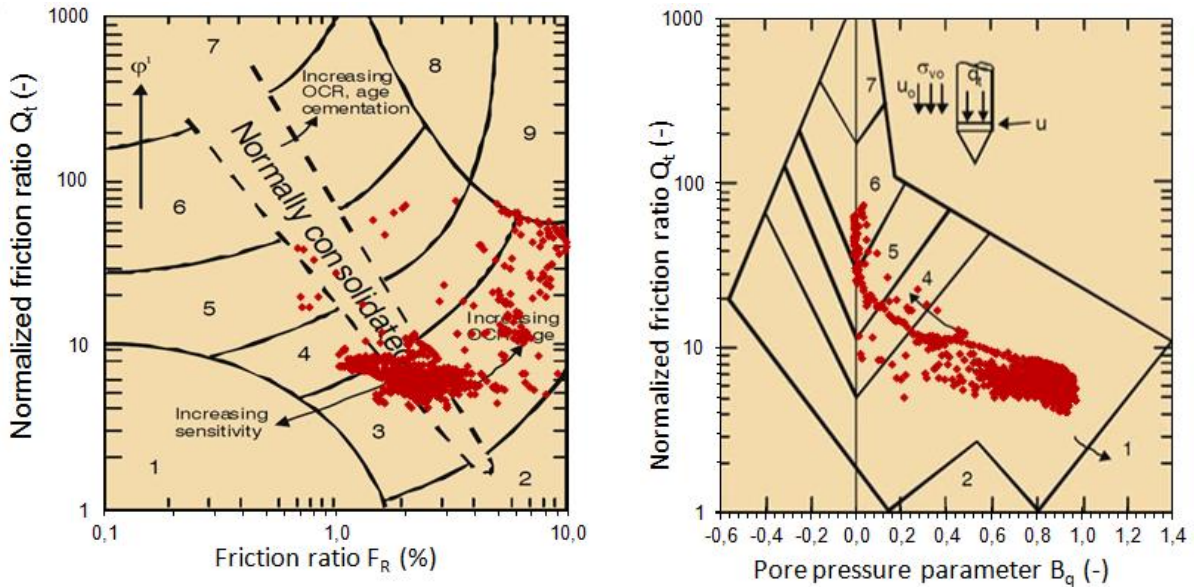 Normalized friction ratio Qt (-)
1000
100
10
1
0,10
1,0
10,0
Friction ratio FR (%)
φ'
7
8
9
6
5
4
3
1
2
Increasing
OCR, age
cementation
Normally consolidated
Increasing
OCR, age
Increasing
sensitivity
Normalized friction ratio Qt (-)
1000
100
10
1
-0,6
-0,4
-0,2
0,0
0,2
0,4
0,6
0,8
1,0
1,2
1,4
Pore pressure parameter Bq (-)
σvo
uo
qt
u
7
6
5
4
1
2